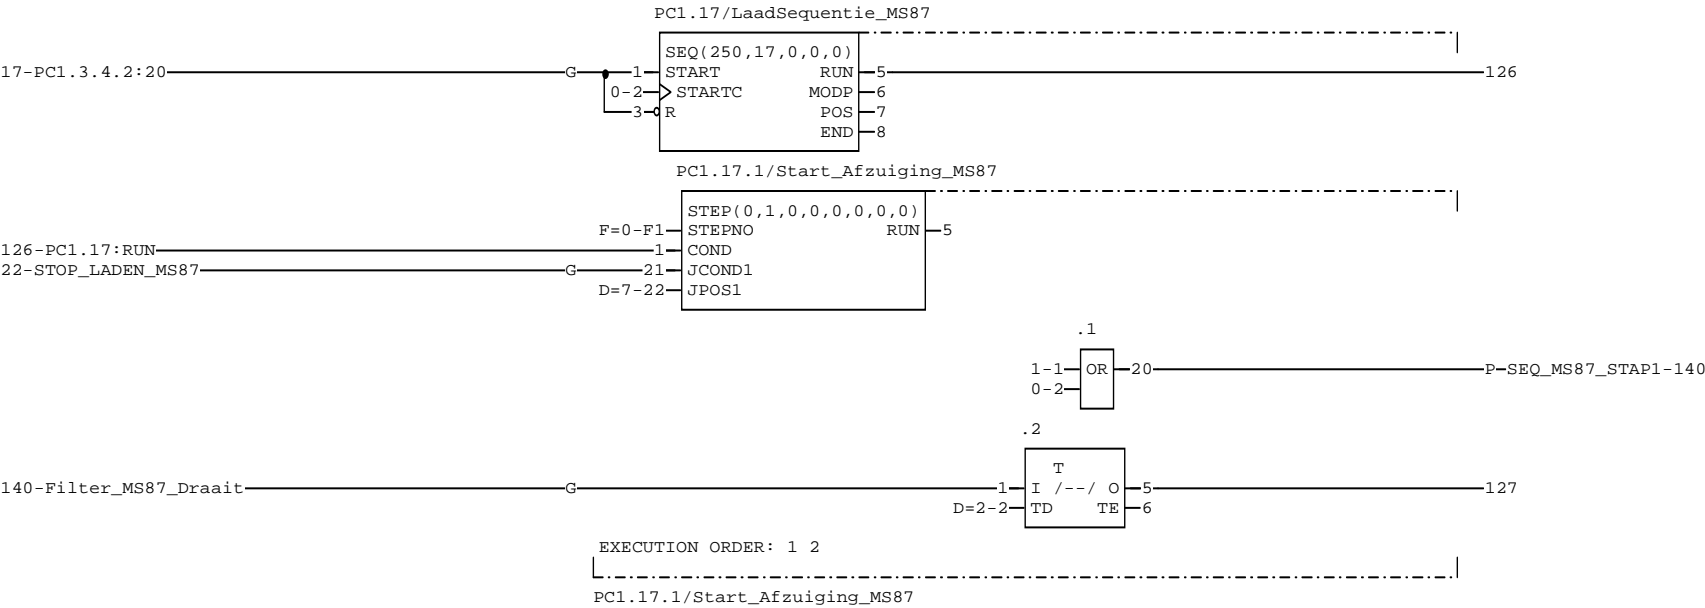 PC1.17/LaadSequentie_MS87
SEQ(250,17,0,0,0)
17-PC1.3.4.2:20 G 1 START RUN 5 126
0-2 STARTC MODP 6
3 R POS 7
END 8
PC1.17.1/Start_Afzuiging_MS87
STEP(0,1,0,0,0,0,0,0)
F=0-F1 STEPNO RUN 5
126-PC1.17:RUN 1 COND
22-STOP_LADEN_MS87 G 21 JCOND1
D=7-22 JPOS1
.1
1-1 OR 20 P-SEQ_MS87_STAP1-140
0-2
.2
T
140-Filter_MS87_Draait G 1 I /--/ O 5 127
D=2-2 TD TE 6
EXECUTION ORDER: 1 2
PC1.17.1/Start_Afzuiging_MS87